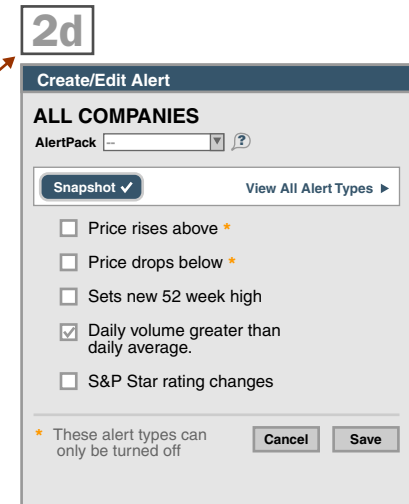 2d
Create/Edit Alert
ALL COMPANIES
AlertPack -- ?
Snapshot ✓ View All Alert Types ►
Price rises above *
Price drops below *
Sets new 52 week high
Daily volume greater than
daily average.
S&P Star rating changes
* These alert types can
only be turned off
Cancel Save